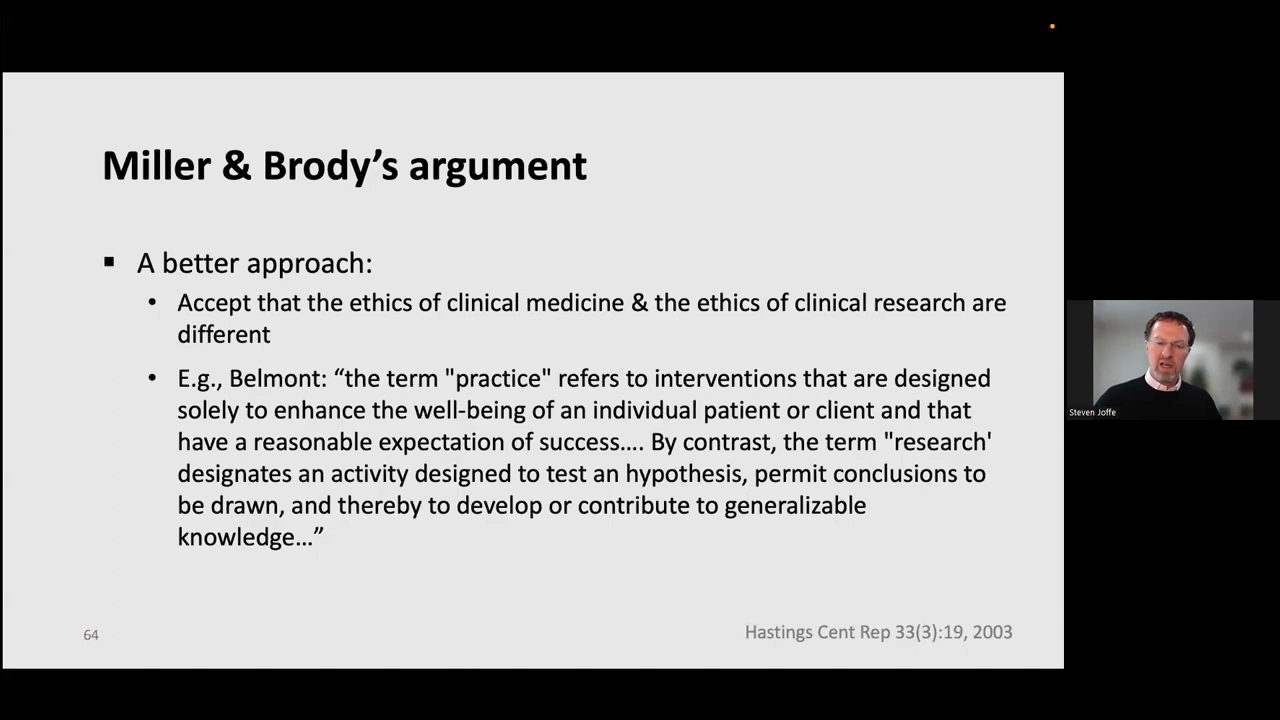 Miller & Brody’s argument
▪ A better approach:
• Accept that the ethics of clinical medicine & the ethics of clinical research are
different
• E.g., Belmont: “the term "practice" refers to interventions that are designed
solely to enhance the well-being of an individual patient or client and that
have a reasonable expectation of success…. By contrast, the term "research'
designates an activity designed to test an hypothesis, permit conclusions to
be drawn, and thereby to develop or contribute to generalizable
knowledge…”
64
Hastings Cent Rep 33(3):19, 2003
Steven Joffe